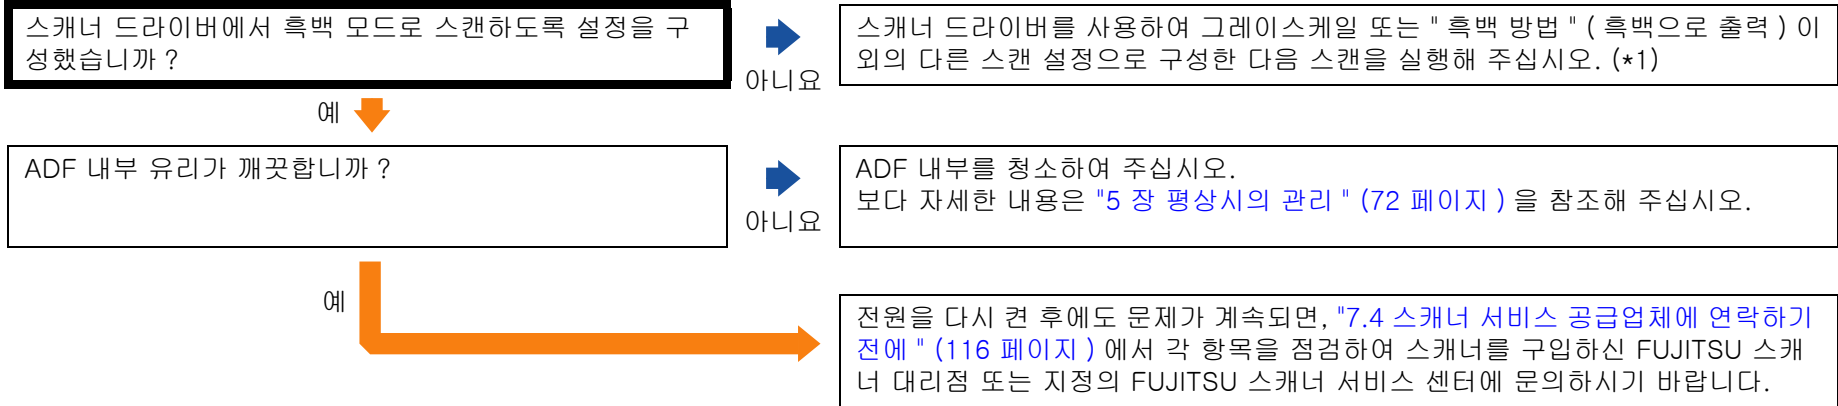 스캐너 드라이버에서 흑백 모드로 스캔하도록 설정을 구
성했습니까 ?
아니요
스캐너 드라이버를 사용하여 그레이스케일 또는 " 흑백 방법 " ( 흑백으로 출력 ) 이
외의 다른 스캔 설정으로 구성한 다음 스캔을 실행해 주십시오. (*1)
예
ADF 내부 유리가 깨끗합니까 ?
아니요
ADF 내부를 청소하여 주십시오.
보다 자세한 내용은 "5 장 평상시의 관리 " (72 페이지 ) 을 참조해 주십시오.
예
전원을 다시 켠 후에도 문제가 계속되면, "7.4 스캐너 서비스 공급업체에 연락하기
전에 " (116 페이지 ) 에서 각 항목을 점검하여 스캐너를 구입하신 FUJITSU 스캐
너 대리점 또는 지정의 FUJITSU 스캐너 서비스 센터에 문의하시기 바랍니다.